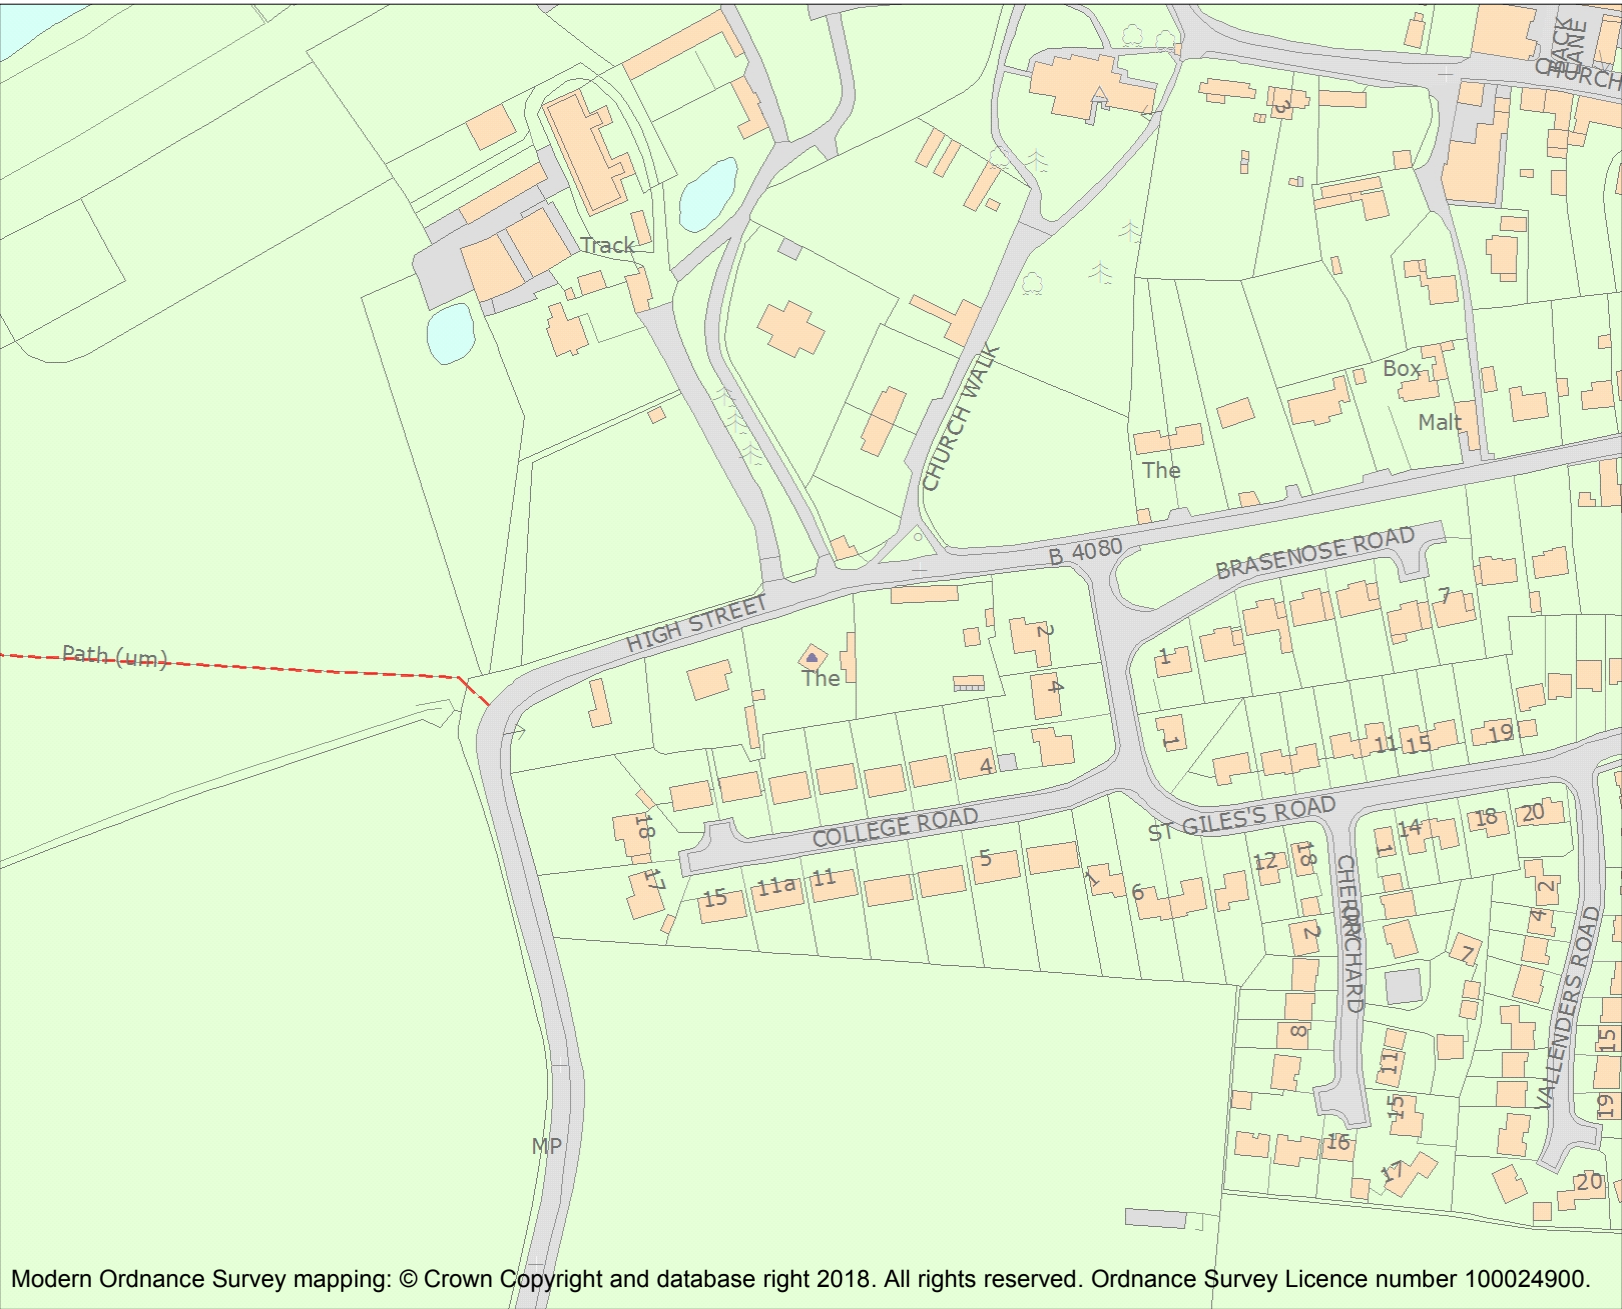 BACK
LANE
CHURCH
3
Track
CHURCH WALK
Box
Malt
The
B 4080
BRASENOSE ROAD
HIGH STREET
Path (um)
The
2
4
7
1
1
11
15
19
4
COLLEGE ROAD
ST GILES'S ROAD
18
17
15
11a
11
5
1
6
12
18
14
18
20
1
CHERRY
ORCHARD
2
7
2
4
VALLENDERS ROAD
8
11
15
15
19
MP
16
17
20
Modern Ordnance Survey mapping: © Crown Copyright and database right 2018. All rights reserved. Ordnance Survey Licence number 100024900.